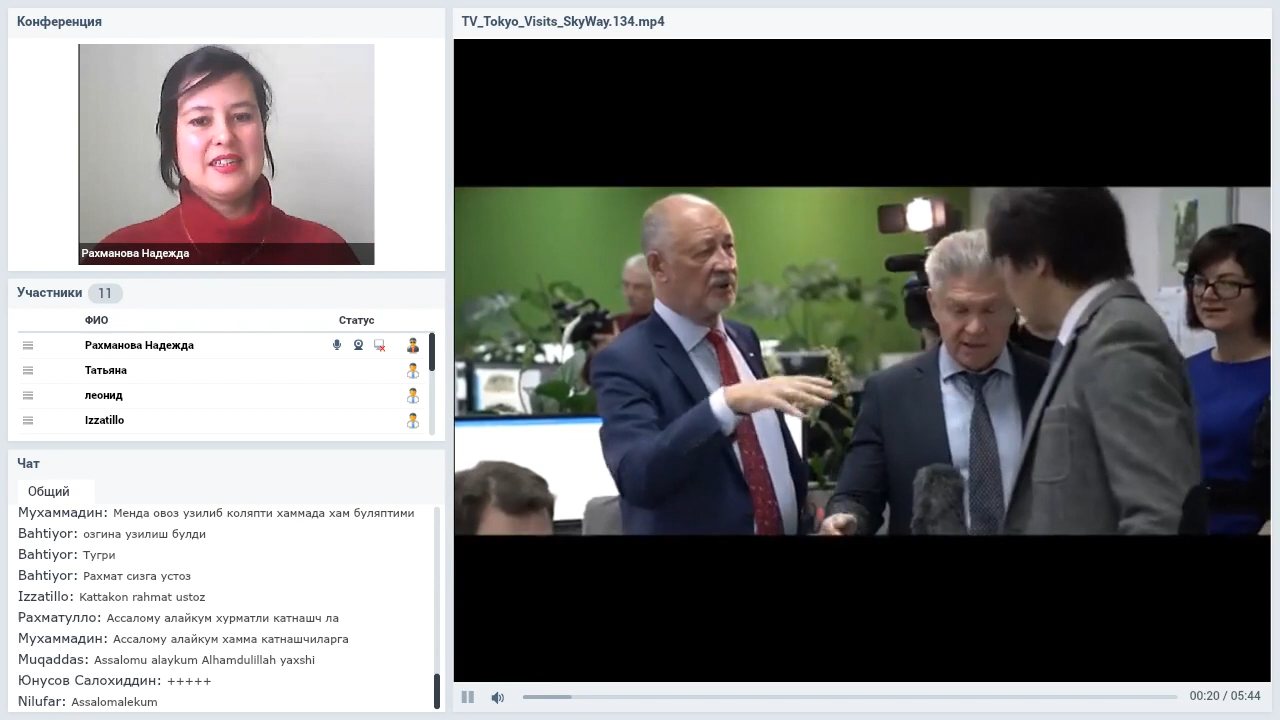 Конференция
Рахманова Надежда
Участники 11
ФИО Статус
Рахманова Надежда
Татьяна
леонид
Izzatillo
Чат
Общий
Мухаммадин: Менда овоз узилиб коляпти хаммада хам буляптими
Bahtiyor: озгина узилиш булди
Bahtiyor: Тугри
Bahtiyor: Рахмат сизга устоз
Izzatillo: Kattakon rahmat ustoz
Рахматулло: Ассалому алайкум хурматли катнашч ла
Мухаммадин: Ассалому алайкум хамма катнашчиларга
Muqaddas: Assalomu alaykum Alhamdulillah yaxshi
Юнусов Салохиддин: +++++
Nilufar: Assalomalekum
TV_Tokyo_Visits_SkyWay.134.mp4
00:20 / 05:44